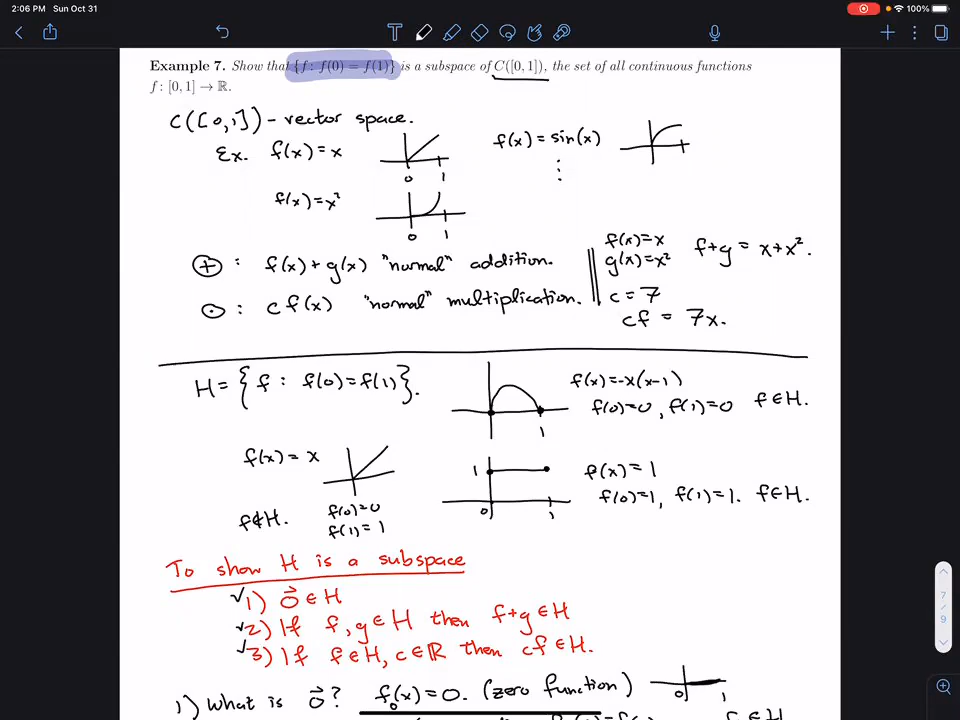 2:06 PM Sun Oct 31
100%
Example 7. Show that {f : f(0) = f(1)} is a subspace of C([0,1]), the set of all continuous functions
f : [0,1] → ℝ.
C([0,1]) - vector space.
Ex. f(x) = x
0 1
f(x) = sin(x)
⋮
f(x) = x²
0 1
⊕ : f(x) + g(x) "normal" addition.
⊙ : c f(x) "normal" multiplication.
f(x) = x
g(x) = x²
f+g = x+x².
c = 7
cf = 7x.
H = {f : f(0) = f(1)}.
1
f(x) = -x(x-1)
f(0)=0, f(1)=0 f∈H.
f(x) = x
f∉H.
f(0)=0
f(1)=1
1
0 1
f(x) = 1
f(0)=1, f(1)=1. f∈H.
To show H is a subspace
✓1) 0⃗ ∈ H
✓2) If f, g ∈ H then f+g ∈ H
✓3) If f∈H, c∈ℝ then cf ∈ H.
1) What is 0⃗? f₀(x) = 0. (zero function)
0 1
f ∈ H
7
/
9